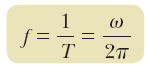 f = 1/T = ω/2π